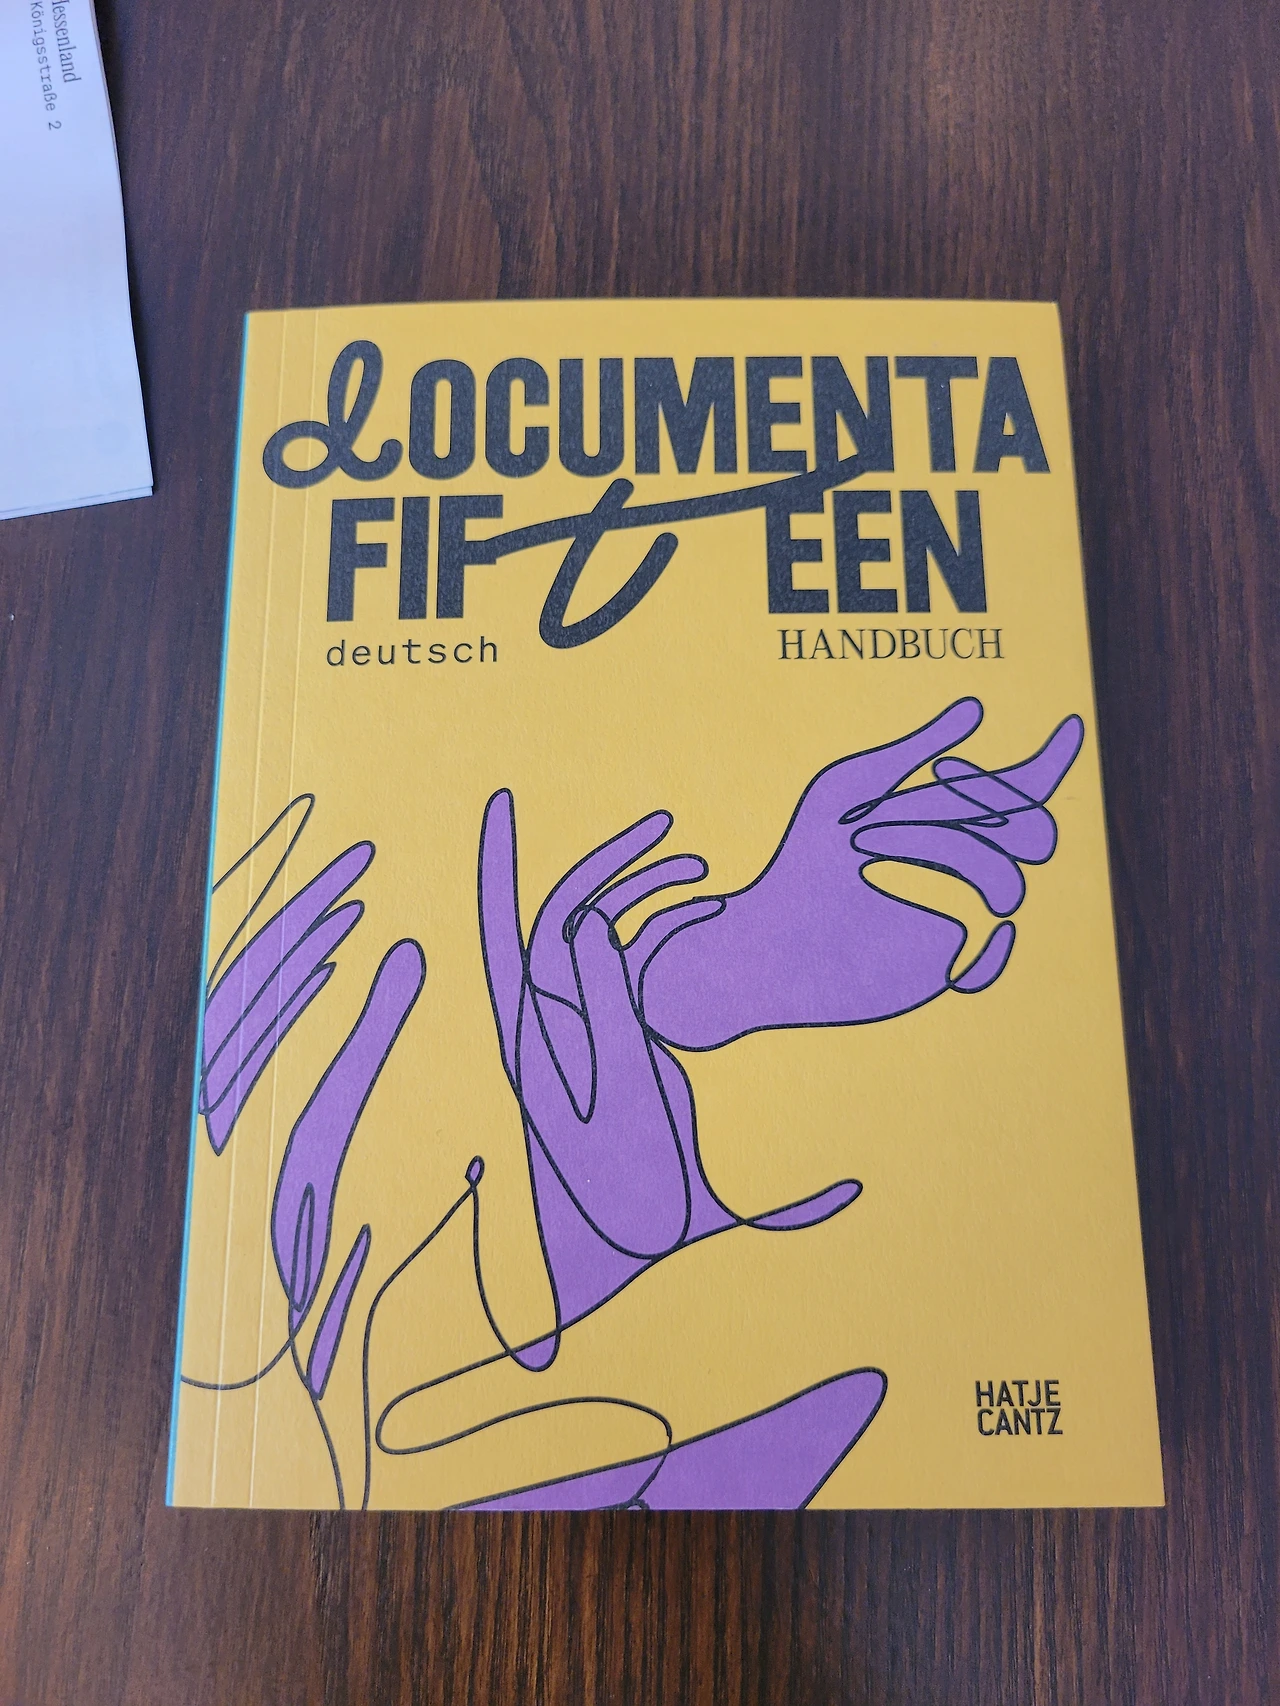 Hessenland
Königsstraße 2
dOCUMENTA
FIFtEEN
deutsch
HANDBUCH
HATJE
CANTZ